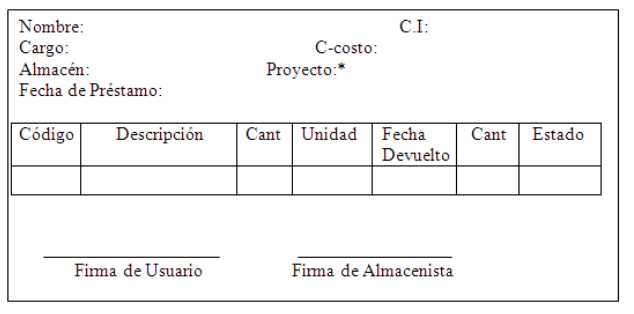 Nombre: C.I:
Cargo: C-costo:
Almacén: Proyecto:*
Fecha de Préstamo:
Código Descripción Cant Unidad Fecha Devuelto Cant Estado
Firma de Usuario Firma de Almacenista